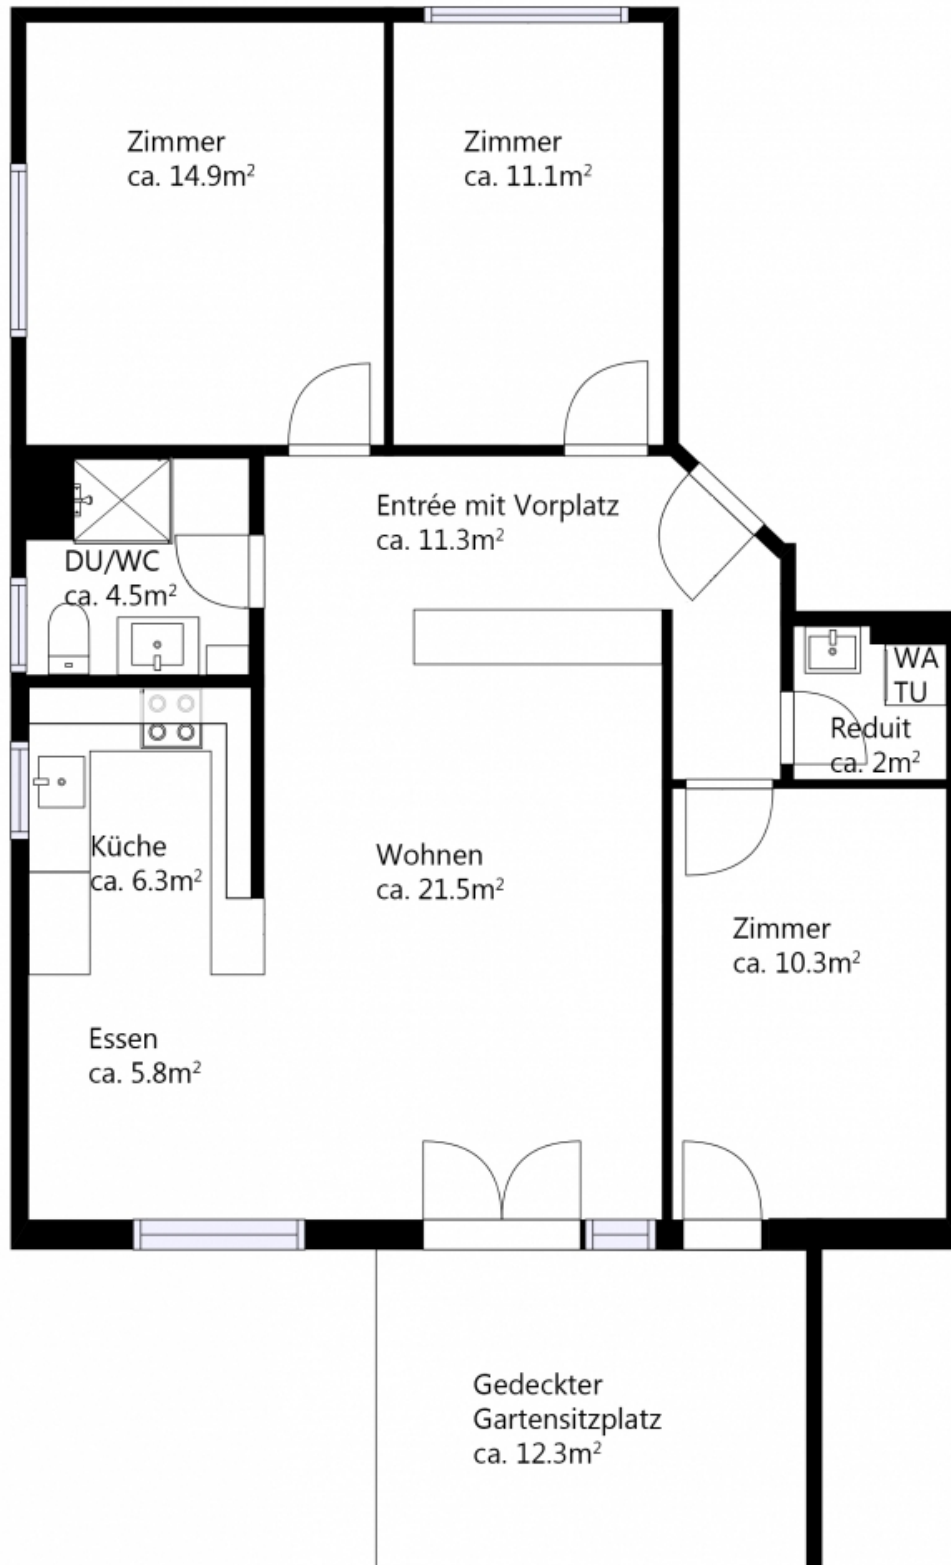 Zimmer
ca. 14.9m²
Zimmer
ca. 11.1m²
Entrée mit Vorplatz
ca. 11.3m²
DU/WC
ca. 4.5m²
WA
TU
Reduit
ca. 2m²
Küche
ca. 6.3m²
Wohnen
ca. 21.5m²
Zimmer
ca. 10.3m²
Essen
ca. 5.8m²
Gedeckter
Gartensitzplatz
ca. 12.3m²